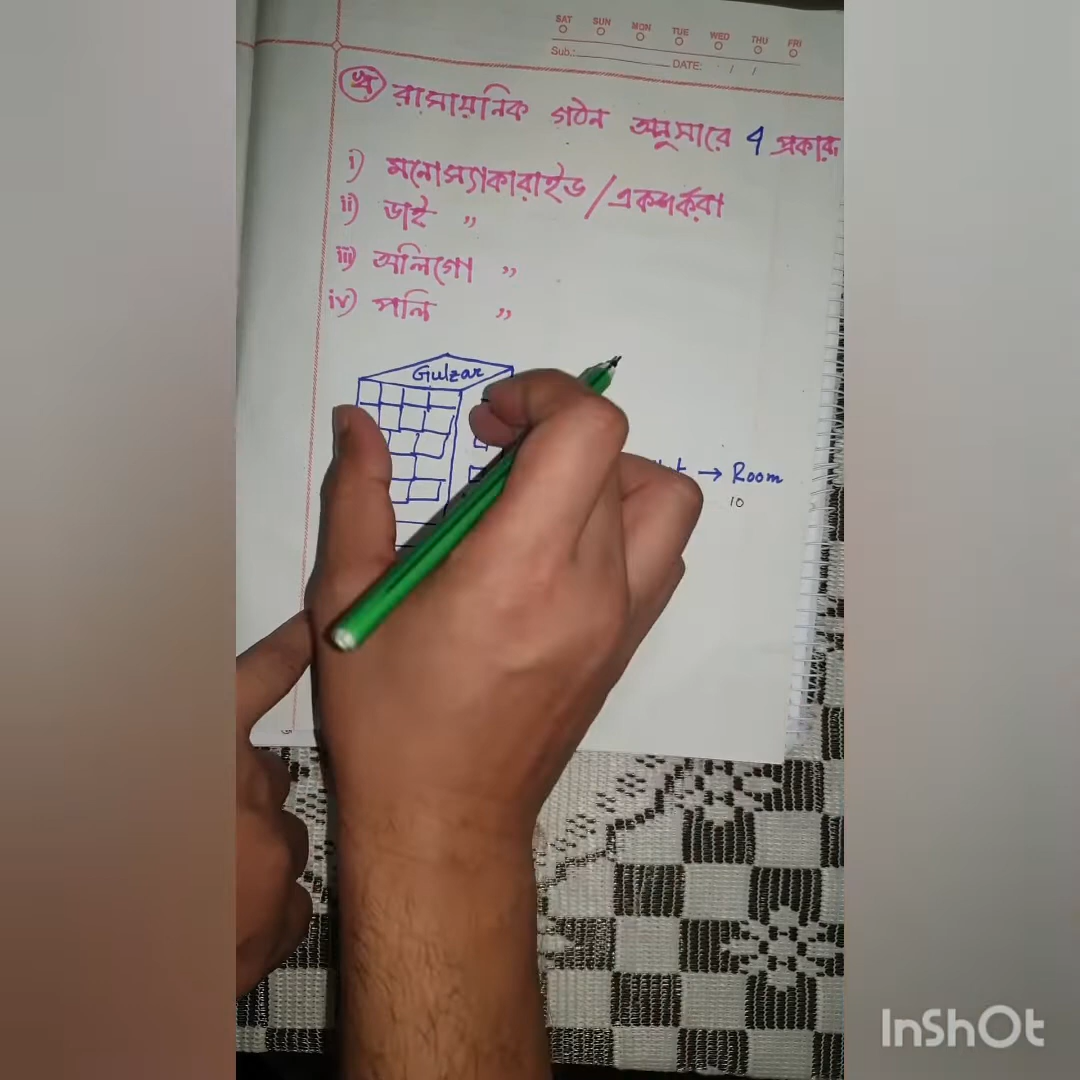 SAT SUN MON TUE WED THU FRI
Sub.: DATE: / /
খ রাসায়নিক গঠন অনুসারে 4 প্রকার
i) মনোস্যাকারাইড / একশর্করা
ii) ডাই "
iii) অলিগো "
iv) পলি "
Gulzar
→ Room
10
InShOt